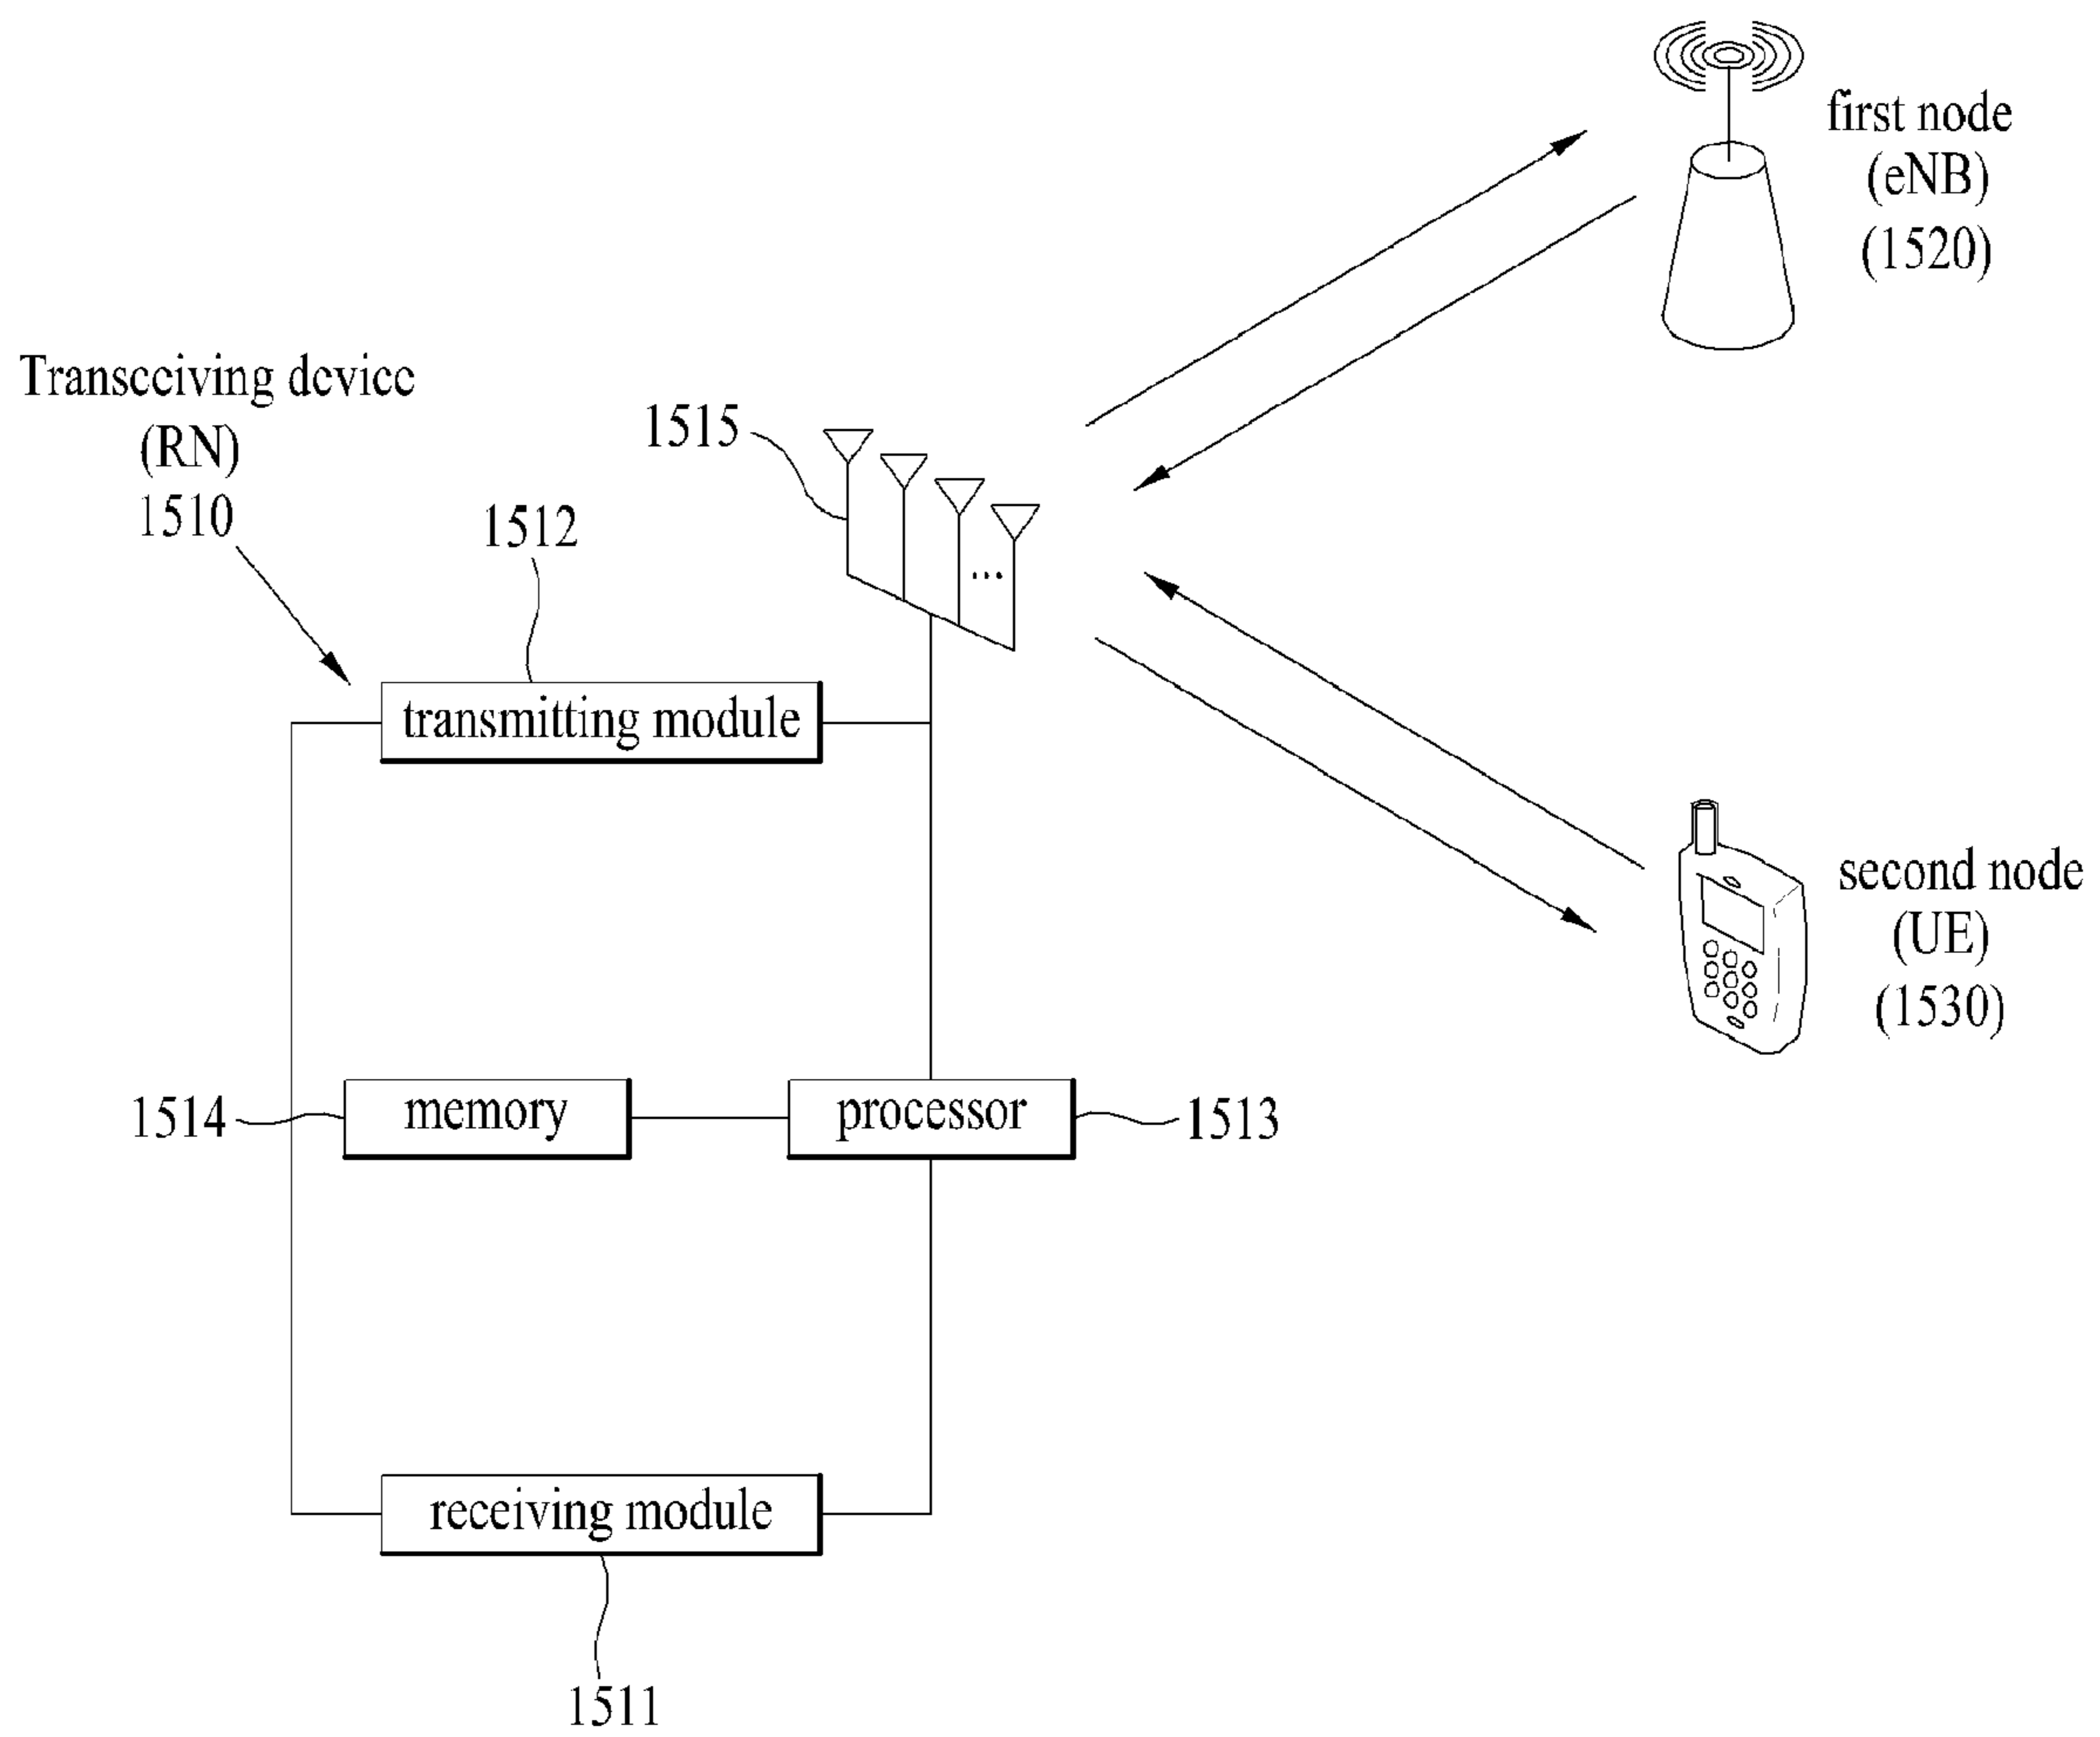 first node
(eNB)
(1520)
Transceiving device
(RN)
1510
1515
1512
transmitting module
second node
(UE)
(1530)
1514
memory
processor
1513
receiving module
1511